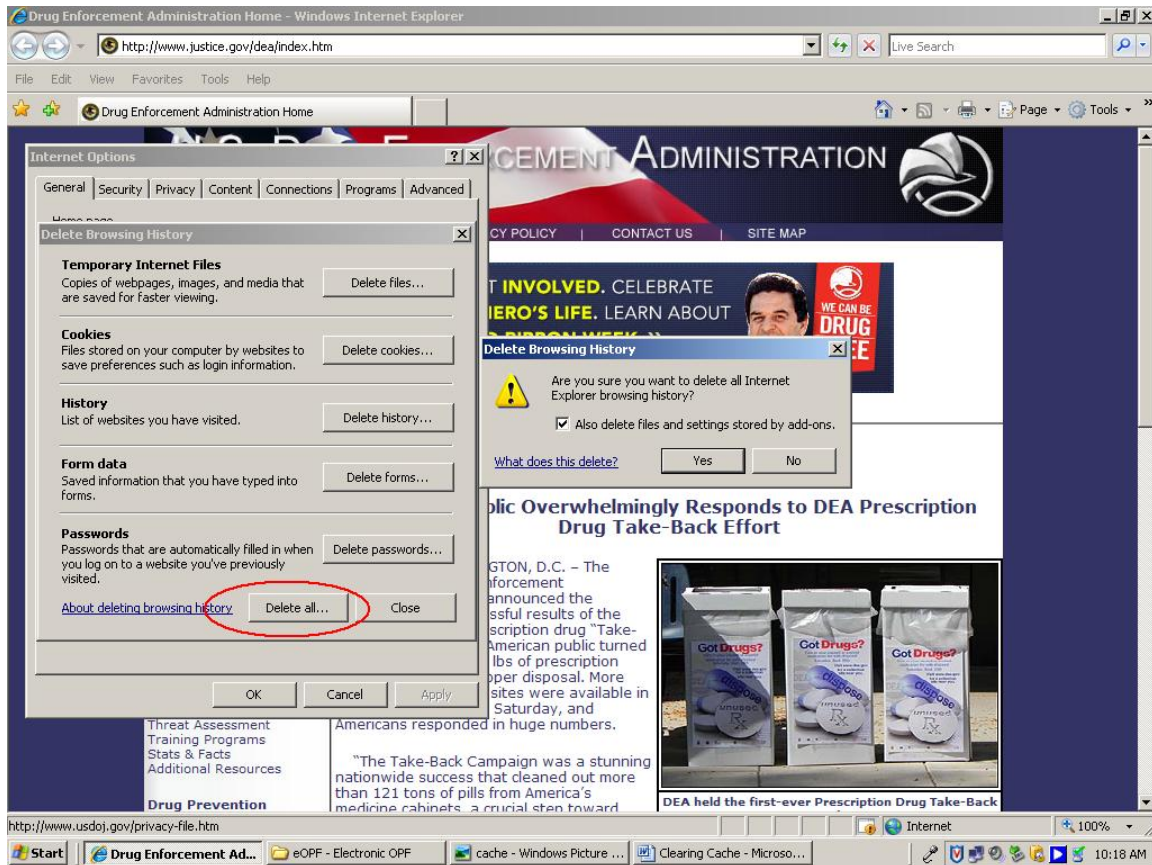 Drug Enforcement Administration Home - Windows Internet Explorer
http://www.justice.gov/dea/index.htm
Live Search
File Edit View Favorites Tools Help
Drug Enforcement Administration Home
Page Tools
CEMENT ADMINISTRATION
CY POLICY | CONTACT US | SITE MAP
Internet Options
General Security Privacy Content Connections Programs Advanced
Home page
Delete Browsing History
Temporary Internet Files
Copies of webpages, images, and media that
are saved for faster viewing.
Delete files...
Cookies
Files stored on your computer by websites to
save preferences such as login information.
Delete cookies...
History
List of websites you have visited.
Delete history...
Form data
Saved information that you have typed into
forms.
Delete forms...
Passwords
Passwords that are automatically filled in when
you log on to a website you've previously
visited.
Delete passwords...
About deleting browsing history
Delete all...
Close
OK
Cancel
Apply
T INVOLVED. CELEBRATE
HERO'S LIFE. LEARN ABOUT
RIBBON WEEK. »
WE CAN BE
DRUG
Delete Browsing History
Are you sure you want to delete all Internet
Explorer browsing history?
Also delete files and settings stored by add-ons.
What does this delete?
Yes
No
blic Overwhelmingly Responds to DEA Prescription
Drug Take-Back Effort
GTON, D.C. – The
nforcement
announced the
ssful results of the
scription drug "Take-
American public turned
lbs of prescription
oper disposal. More
sites were available in
Saturday, and
Americans responded in huge numbers.
"The Take-Back Campaign was a stunning
nationwide success that cleaned out more
than 121 tons of pills from America's
medicine cabinets, a crucial step toward
Got Drugs?
dispose
unused
Rx
Got Drugs?
dispose
unused
Rx
Got Drugs?
dispose
unused
Rx
DEA held the first-ever Prescription Drug Take-Back
Threat Assessment
Training Programs
Stats & Facts
Additional Resources
Drug Prevention
http://www.usdoj.gov/privacy-file.htm
Internet
100%
Start
Drug Enforcement Ad...
eOPF - Electronic OPF
cache - Windows Picture ...
Clearing Cache - Microso...
10:18 AM